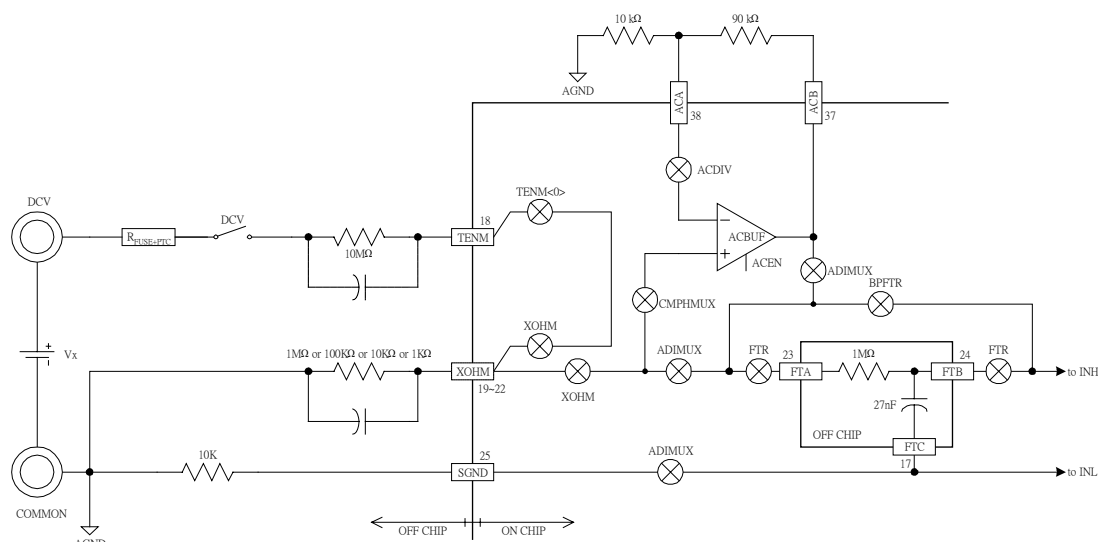 10 kΩ
90 kΩ
AGND
ACA
38
ACB
37
ACDIV
TENM<0>
DCV
DCV
18
R FUSE+PTC
TENM
10MΩ
ACBUF
ACEN
ADIMUX
BPFTR
CMPHMUX
XOHM
Vx
1MΩ or 100KΩ or 10KΩ or 1KΩ
XOHM
19~22
XOHM
ADIMUX
FTR
23
FTA
1MΩ
24
FTB
FTR
to INH
27nF
OFF CHIP
FTC
17
10K
25
SGND
ADIMUX
to INL
COMMON
AGND
OFF CHIP
ON CHIP